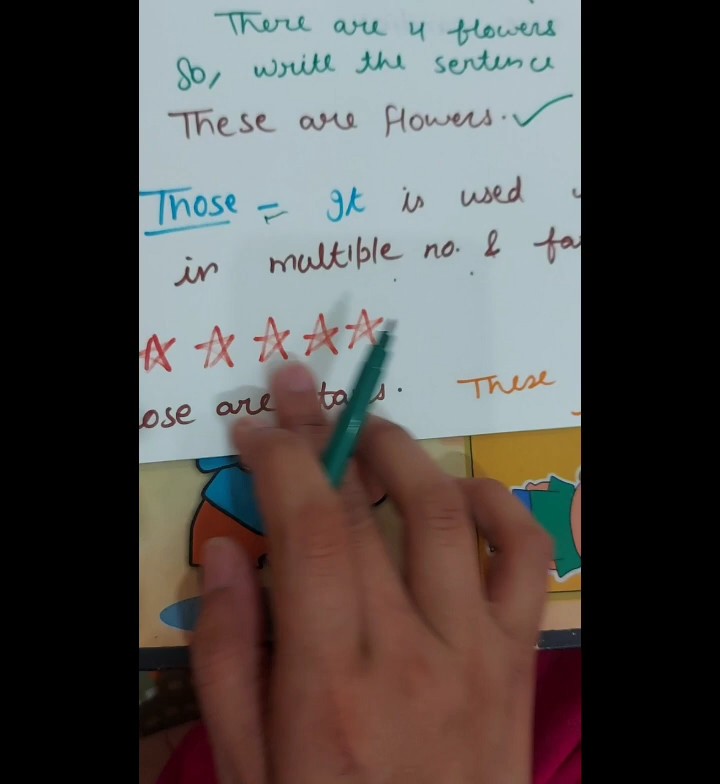 There are 4 flowers
So, write the sentence
These are flowers.
Those = It is used
in multiple no. &
are
These